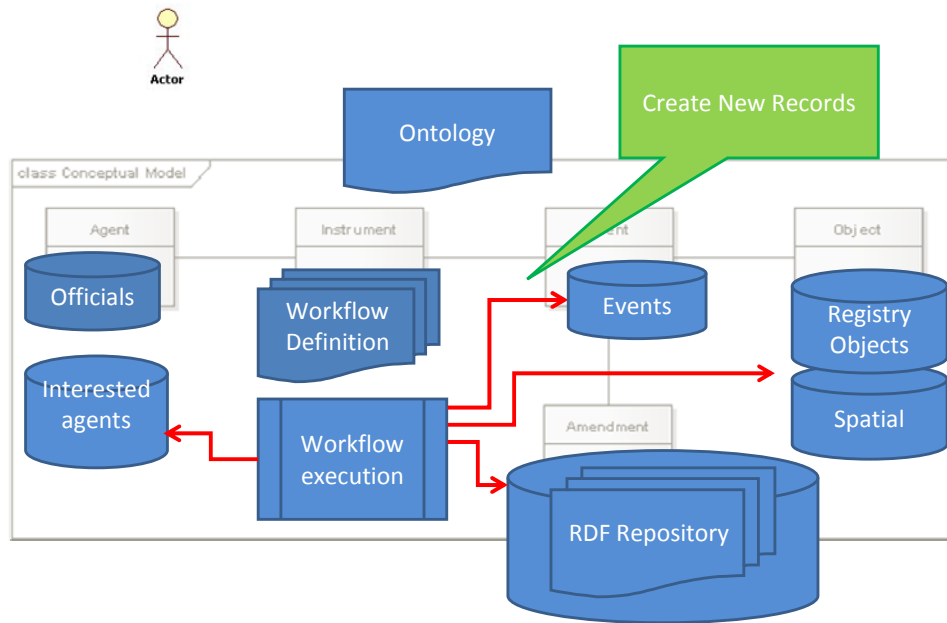 Actor
Create New Records
Ontology
class Conceptual Model
Agent
Instrument
Object
Officials
Workflow
Definition
Events
Registry
Objects
Interested
agents
Workflow
execution
Spatial
Amendment
RDF Repository